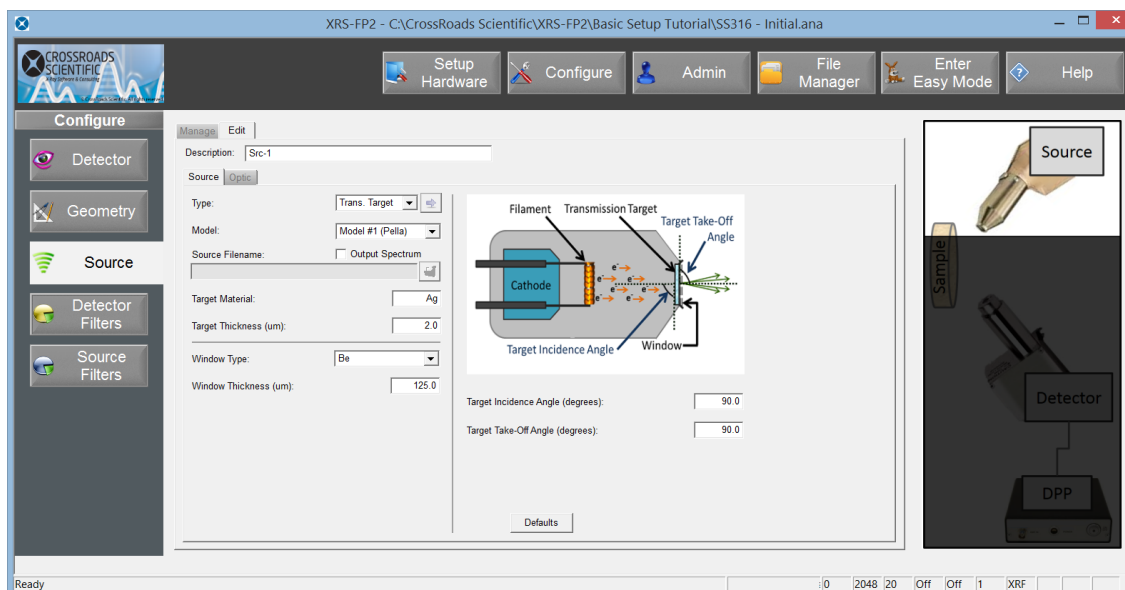 XRS-FP2 - C:\CrossRoads Scientific\XRS-FP2\Basic Setup Tutorial\SS316 - Initial.ana
CROSSROADS
SCIENTIFIC
Setup
Hardware
Configure
Admin
File
Manager
Enter
Easy Mode
Help
Configure
Detector
Geometry
Source
Detector
Filters
Source
Filters
Manage Edit
Description: Src-1
Source Optic
Type: Trans. Target
Model: Model #1 (Pella)
Source Filename: Output Spectrum
Target Material: Ag
Target Thickness (um): 2.0
Window Type: Be
Window Thickness (um): 125.0
Filament Transmission Target
Target Take-Off
Angle
Cathode
e⁻→
e⁻→ e⁻→
e⁻→
e⁻→ e⁻→
Target Incidence Angle Window
Target Incidence Angle (degrees): 90.0
Target Take-Off Angle (degrees): 90.0
Defaults
Source
Sample
Detector
DPP
Ready :0 2048 20 Off Off 1 XRF